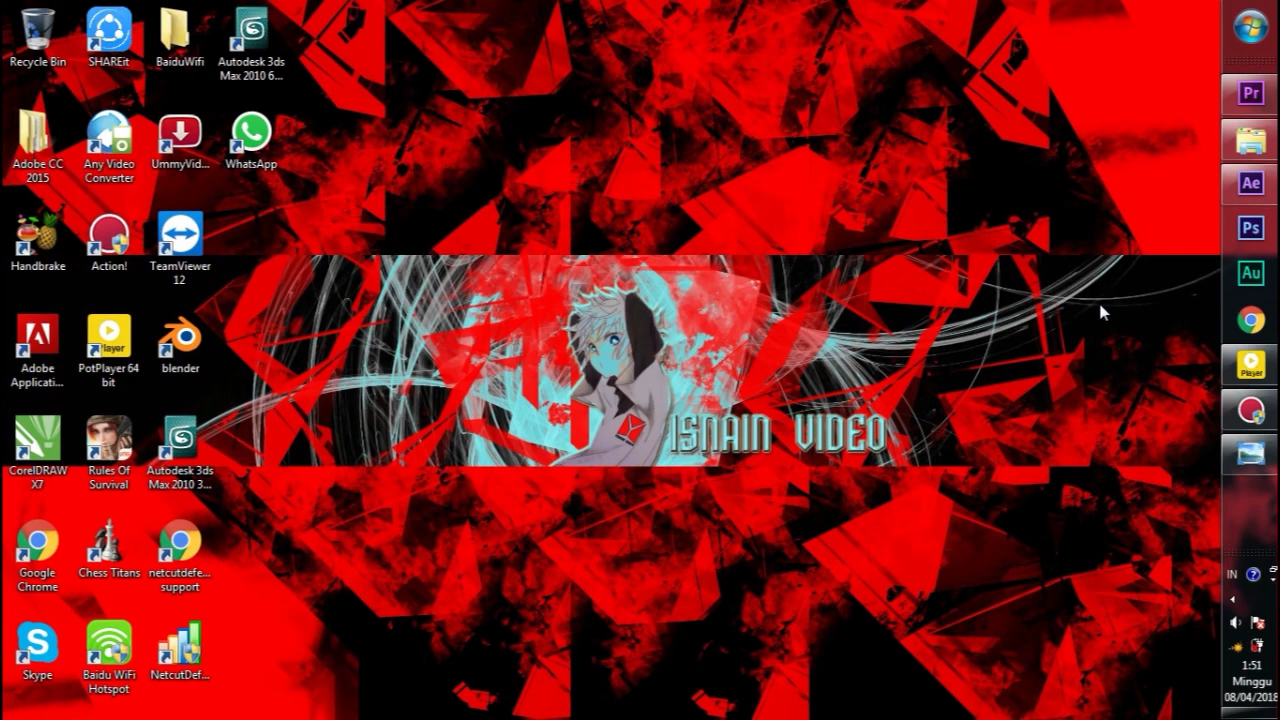 Recycle Bin
SHAREit
BaiduWifi
Autodesk 3ds
Max 2010 6...
Adobe CC
2015
Any Video
Converter
UmmyVid...
WhatsApp
Handbrake
Action!
TeamViewer
12
Adobe
Applicati...
Player
PotPlayer 64
bit
blender
CorelDRAW
X7
Rules Of
Survival
Autodesk 3ds
Max 2010 3...
Google
Chrome
Chess Titans
netcutdefe...
support
S
Skype
Baidu WiFi
Hotspot
NetcutDef...
ISNAIN VIDEO
Pr
Ae
Ps
Au
Player
IN
?
1:51
Minggu
08/04/2018